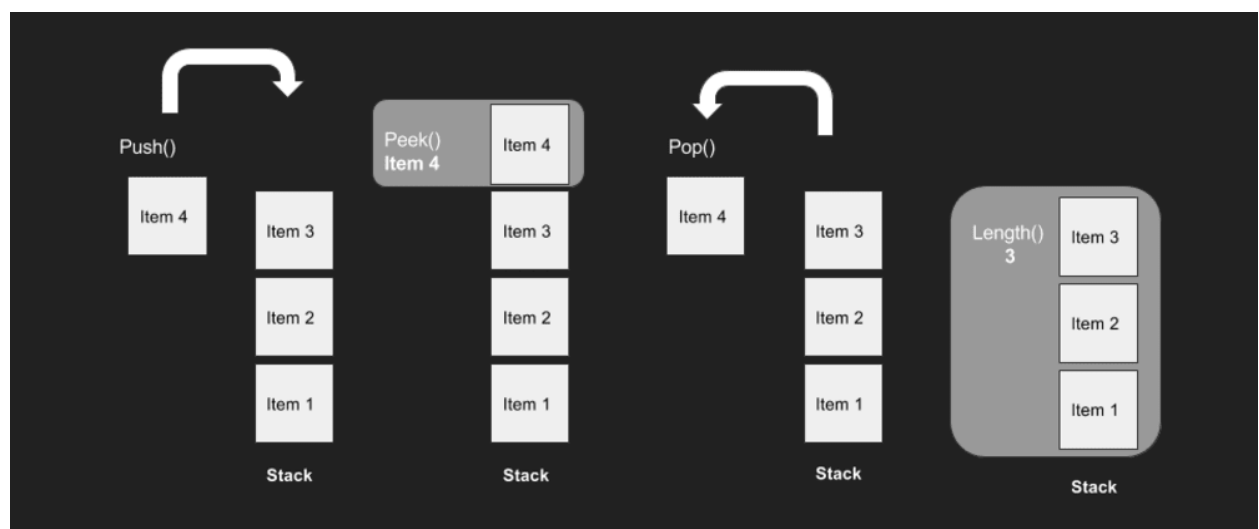 Push()
Item 4
Item 3
Item 2
Item 1
Stack
Peek()
Item 4
Item 4
Item 3
Item 2
Item 1
Stack
Pop()
Item 4
Item 3
Item 2
Item 1
Stack
Length()
3
Item 3
Item 2
Item 1
Stack